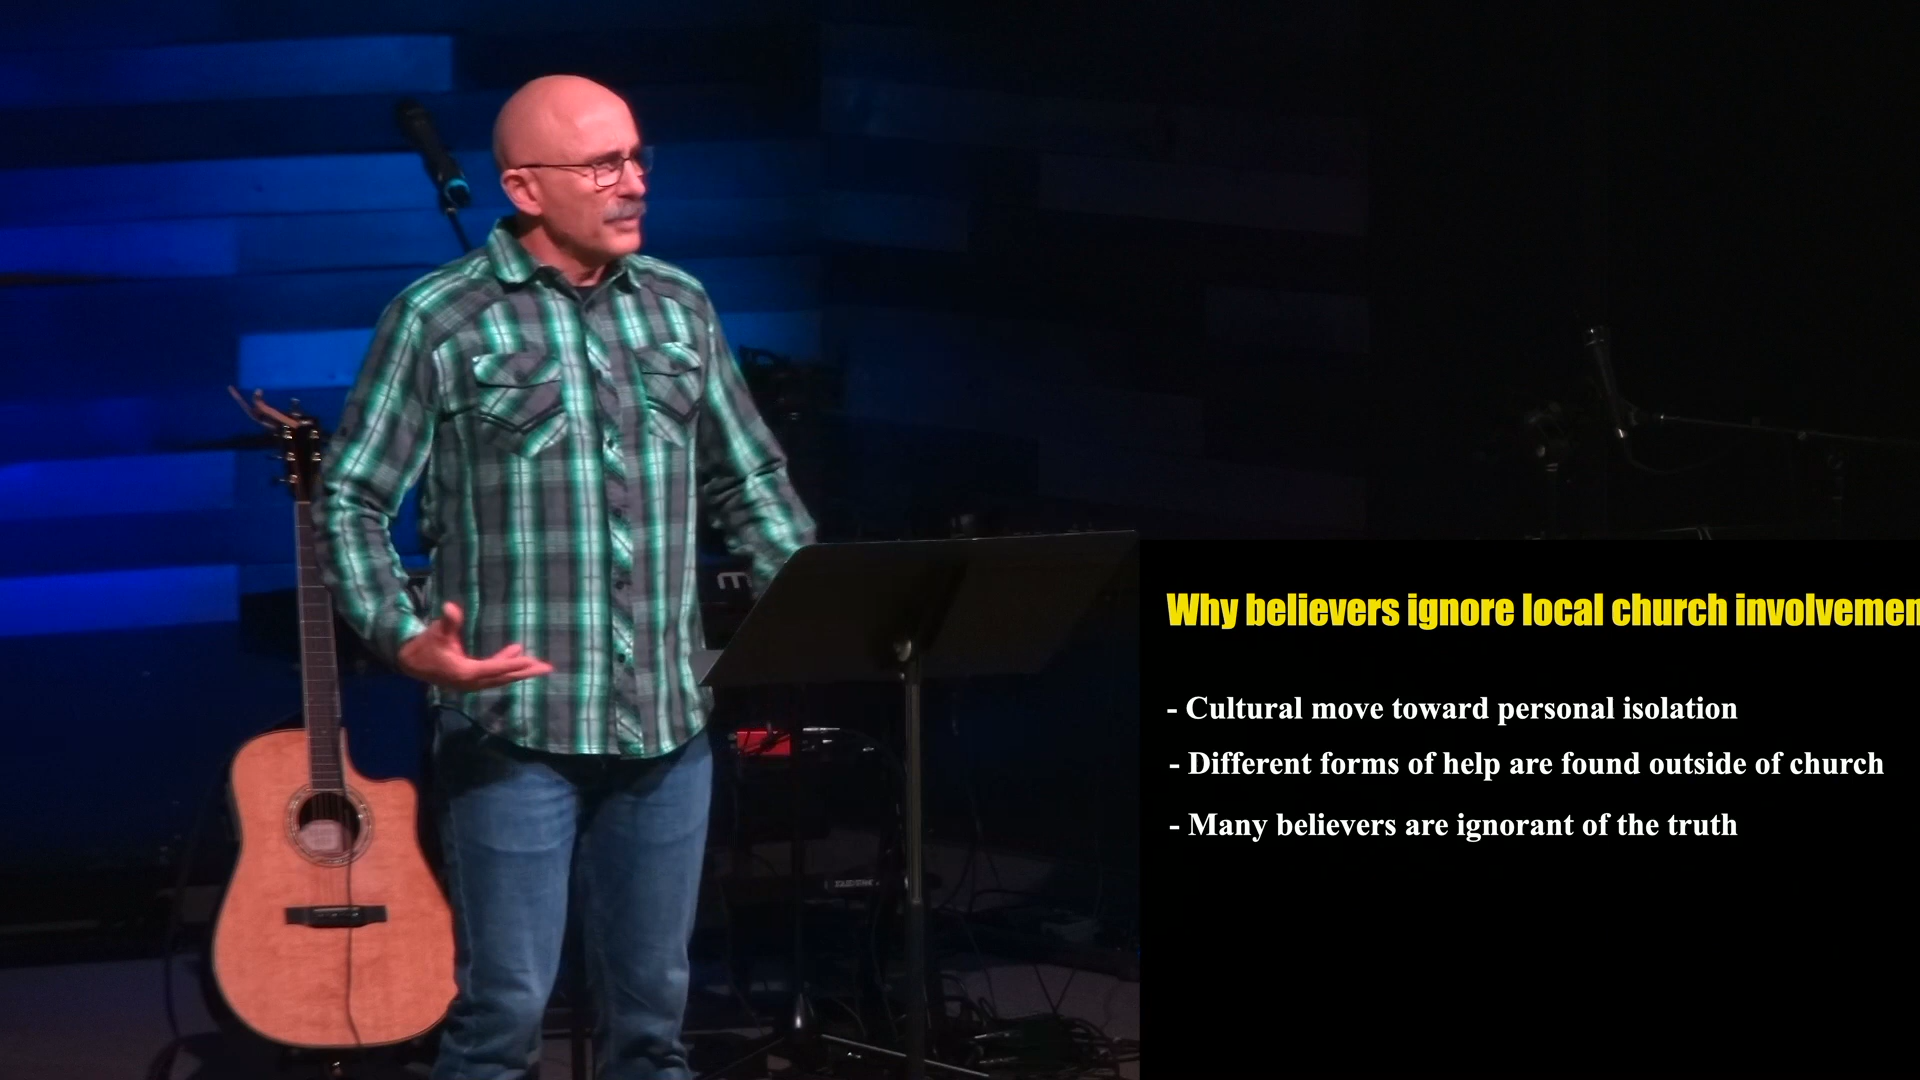 Why believers ignore local church involvemen
- Cultural move toward personal isolation
- Different forms of help are found outside of church
- Many believers are ignorant of the truth